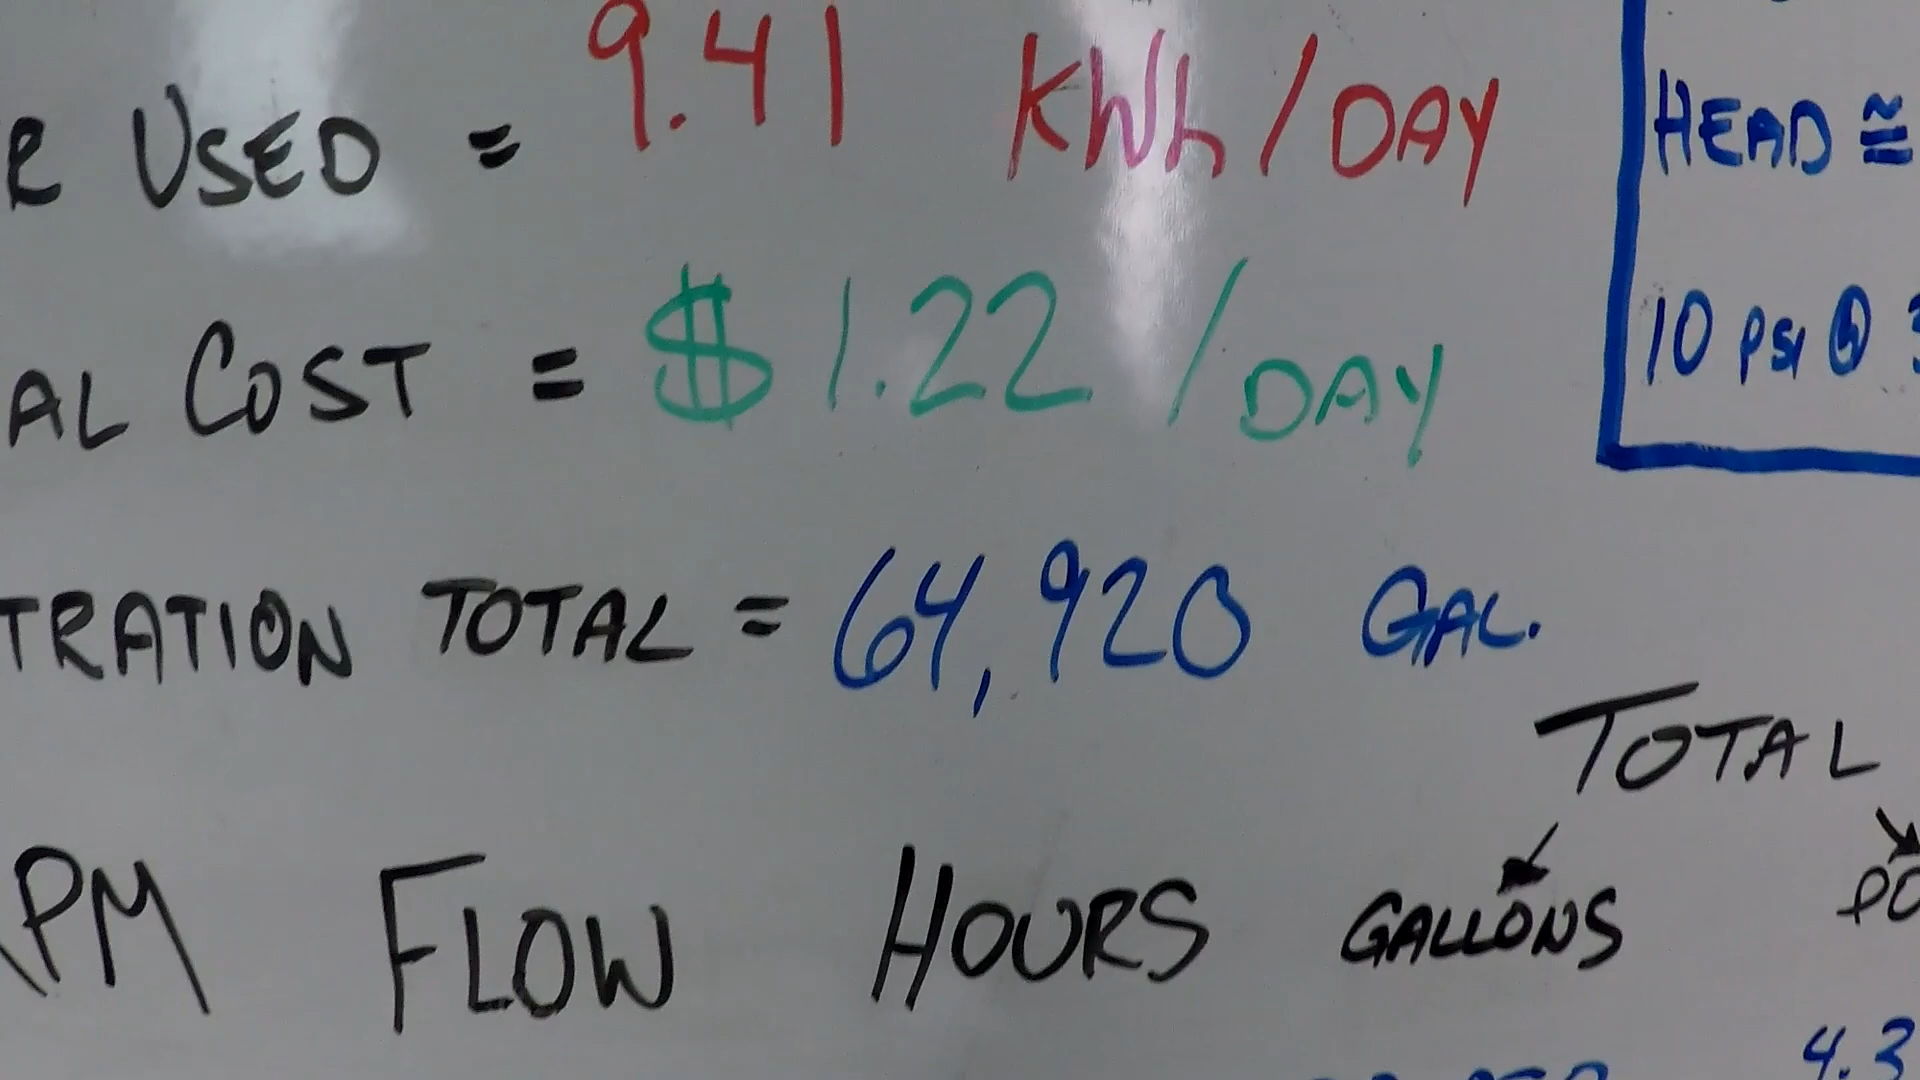 R USED = 9.41 KWh/DAY
HEAD ≅
AL COST = $1.22/DAY
10 PSI @
TRATION TOTAL = 64,920 GAL.
TOTAL
RPM FLOW HOURS GALLONS
4.3